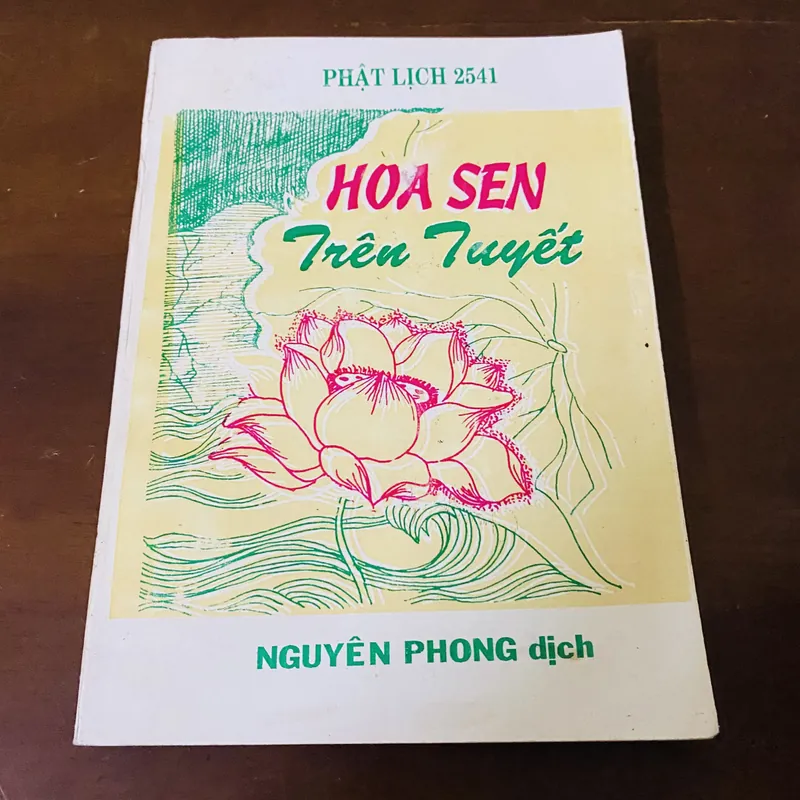 PHẬT LỊCH 2541
HOA SEN
Trên Tuyết
NGUYÊN PHONG dịch